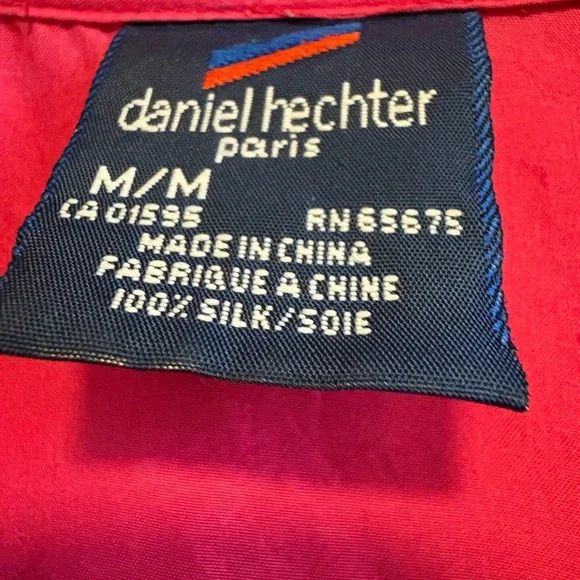 daniel hechter
paris
M/M
CA 01595 RN 65675
MADE IN CHINA
FABRIQUE A CHINE
100% SILK/SOIE